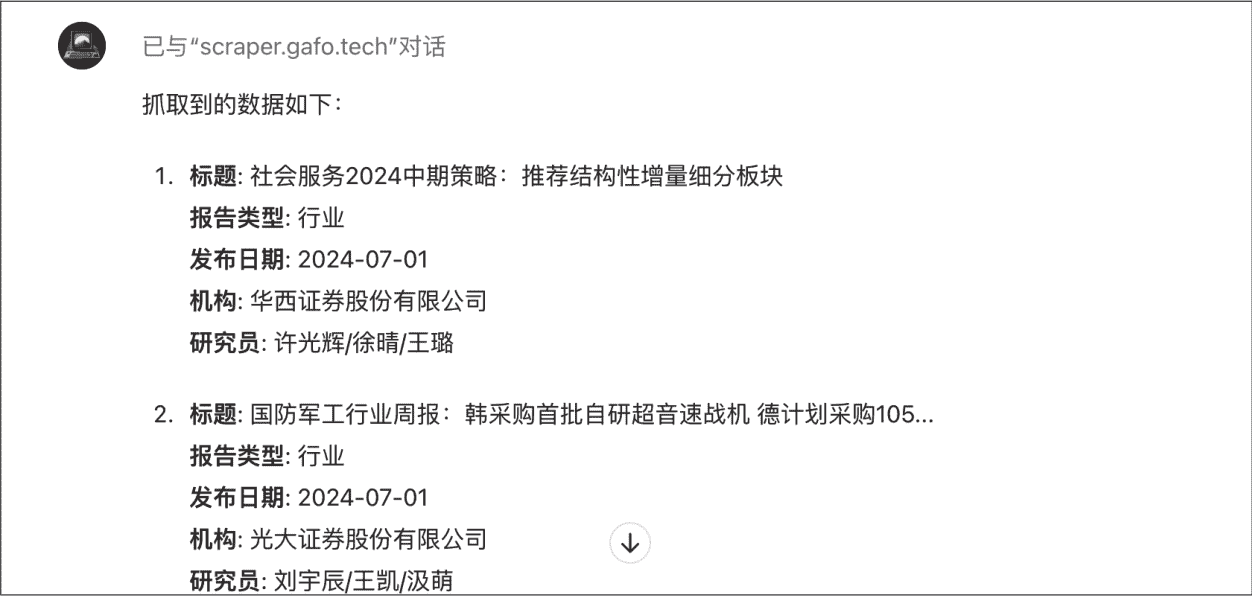 已与“scraper.gafo.tech”对话
抓取到的数据如下：
1. 标题: 社会服务2024中期策略：推荐结构性增量细分板块
报告类型: 行业
发布日期: 2024-07-01
机构: 华西证券股份有限公司
研究员: 许光辉/徐晴/王璐
2. 标题: 国防军工行业周报：韩采购首批自研超音速战机 德计划采购105...
报告类型: 行业
发布日期: 2024-07-01
机构: 光大证券股份有限公司
研究员: 刘宇辰/王凯/汲萌